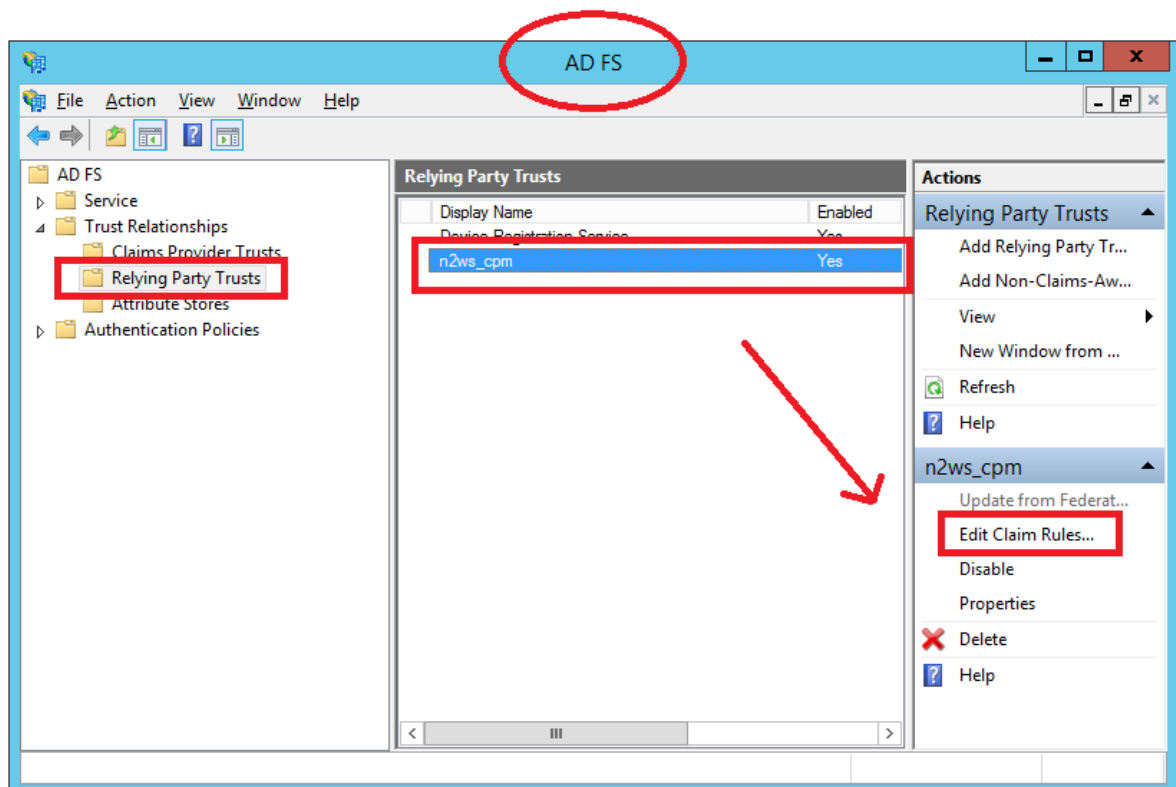 AD FS
File Action View Window Help
AD FS
Service
Trust Relationships
Claims Provider Trusts
Relying Party Trusts
Attribute Stores
Authentication Policies
Relying Party Trusts
Display Name Enabled
Device Registration Service Yes
n2ws_cpm Yes
Actions
Relying Party Trusts
Add Relying Party Tr...
Add Non-Claims-Aw...
View
New Window from ...
Refresh
Help
n2ws_cpm
Update from Federat...
Edit Claim Rules...
Disable
Properties
Delete
Help